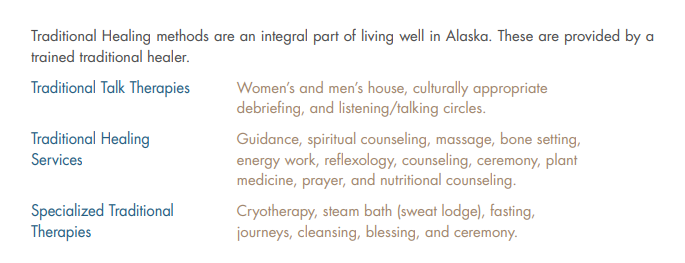 Traditional Healing methods are an integral part of living well in Alaska. These are provided by a
trained traditional healer.
Traditional Talk Therapies
Women’s and men’s house, culturally appropriate
debriefing, and listening/talking circles.
Traditional Healing
Services
Guidance, spiritual counseling, massage, bone setting,
energy work, reflexology, counseling, ceremony, plant
medicine, prayer, and nutritional counseling.
Specialized Traditional
Therapies
Cryotherapy, steam bath (sweat lodge), fasting,
journeys, cleansing, blessing, and ceremony.